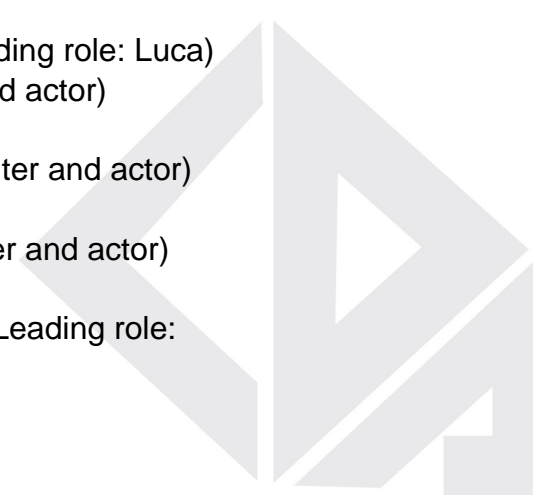 ding role: Luca)
d actor)
ter and actor)
er and actor)
Leading role: